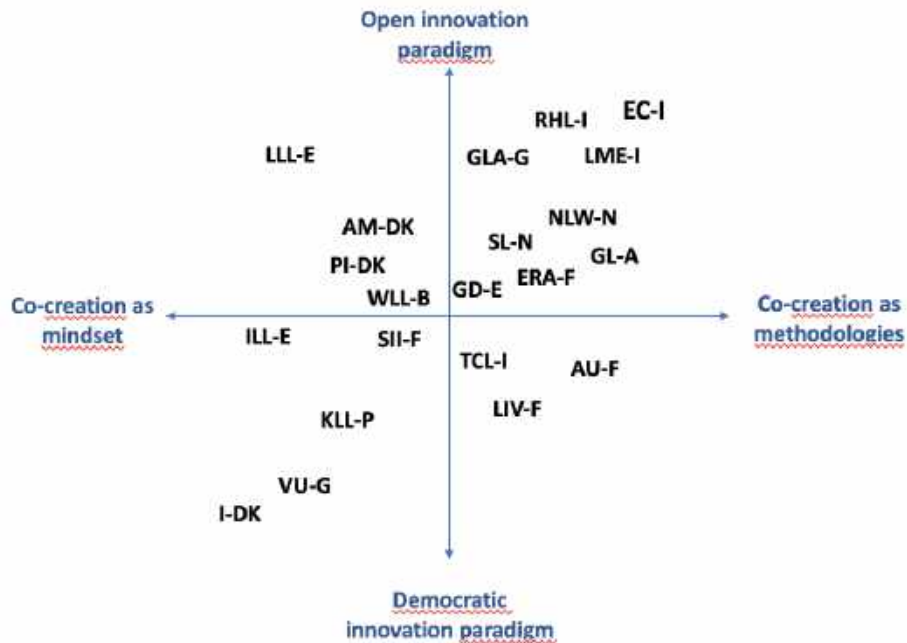 Open innovation
paradigm
EC-I
RHL-I
LLL-E
GLA-G
LME-I
AM-DK
NLW-N
SL-N
GL-A
PI-DK
ERA-F
WLL-B
GD-E
Co-creation as
mindset
Co-creation as
methodologies
ILL-E
SII-F
TCL-I
AU-F
LIV-F
KLL-P
VU-G
I-DK
Democratic
innovation paradigm